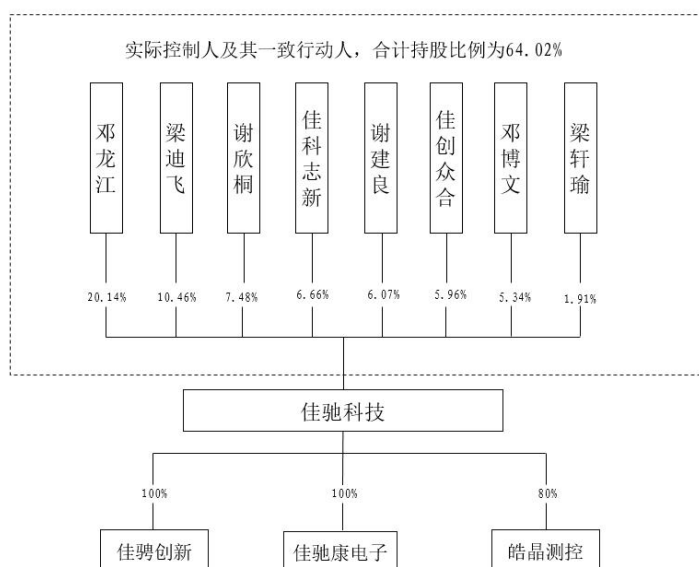 实际控制人及其一致行动人，合计持股比例为64.02%
邓龙江
梁迪飞
谢欣桐
佳科志新
谢建良
佳创众合
邓博文
梁轩瑜
20.14%
10.46%
7.48%
6.66%
6.07%
5.96%
5.34%
1.91%
佳驰科技
100%
100%
80%
佳骋创新
佳驰康电子
皓晶测控